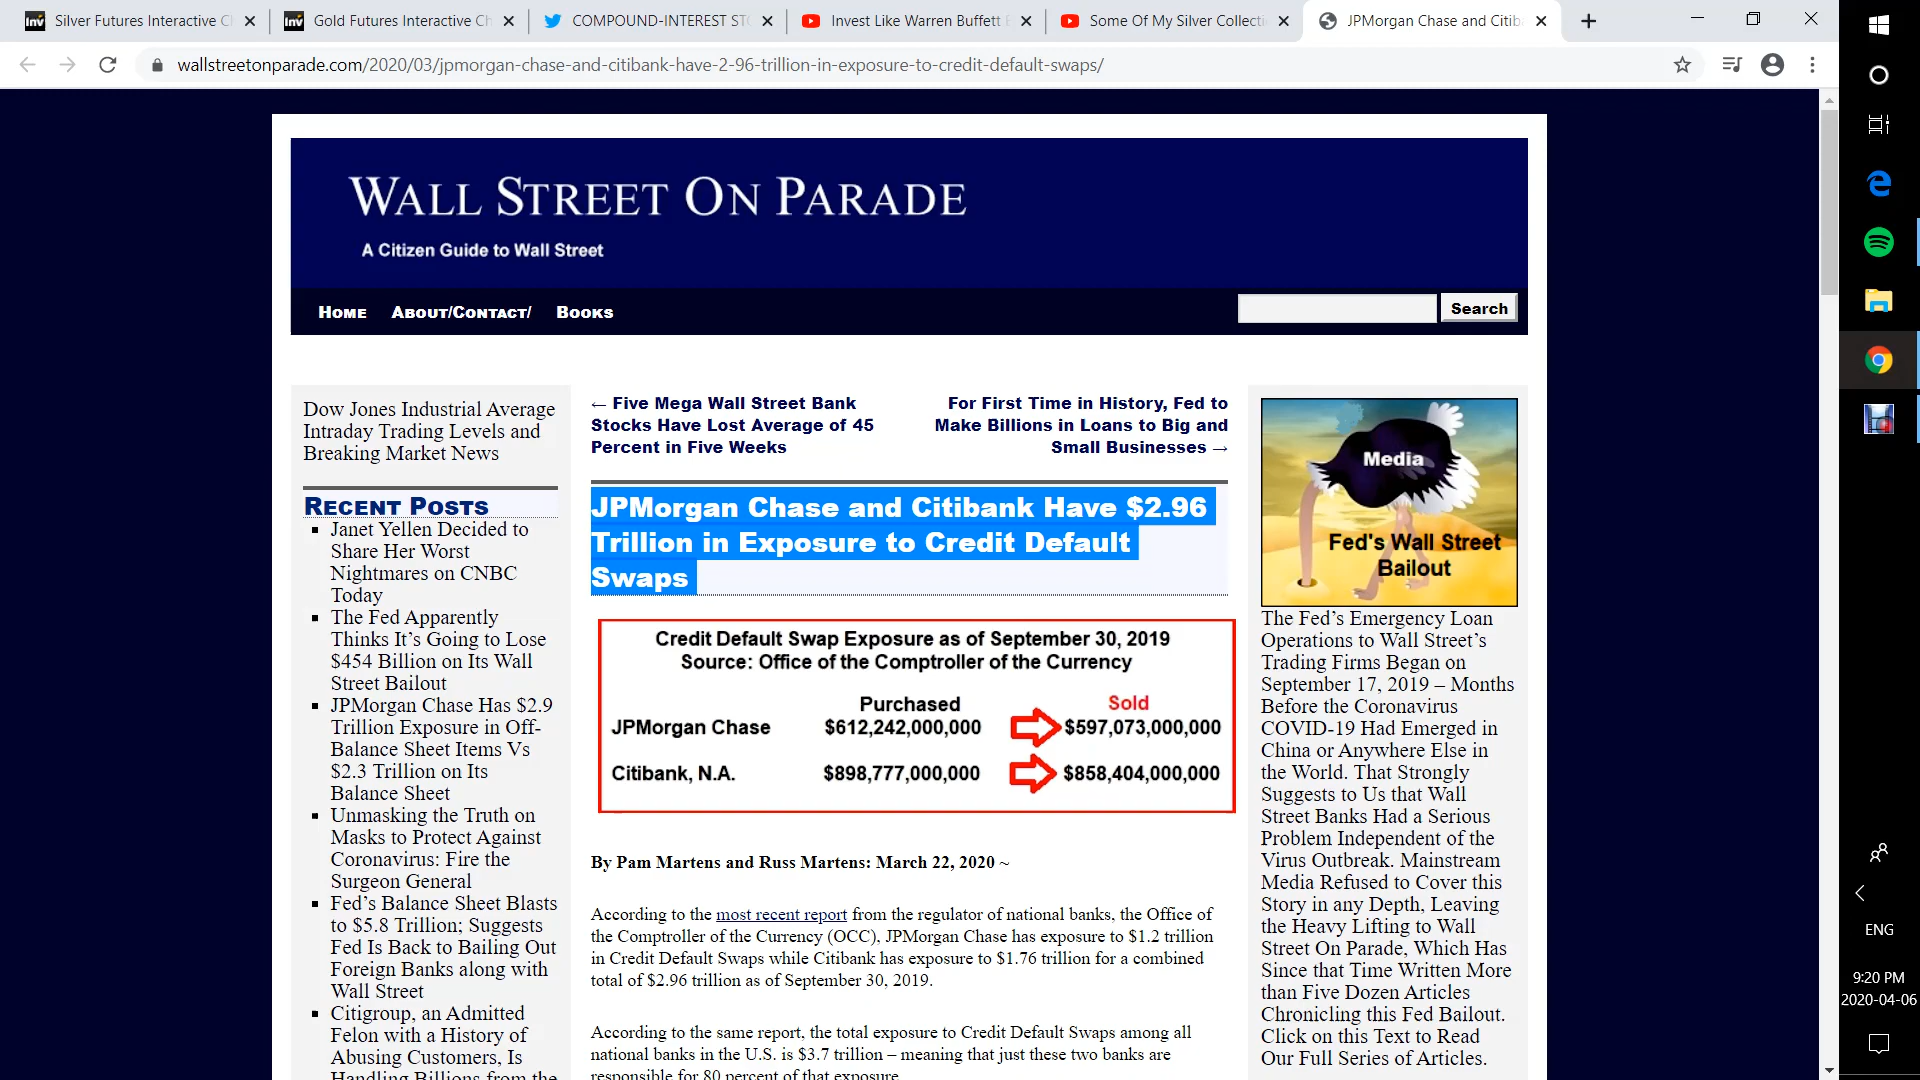 Silver Futures Interactive C
Gold Futures Interactive Ch
COMPOUND-INTEREST ST
Invest Like Warren Buffett
Some Of My Silver Collecti
JPMorgan Chase and Citib
wallstreetonparade.com/2020/03/jpmorgan-chase-and-citibank-have-2-96-trillion-in-exposure-to-credit-default-swaps/
WALL STREET ON PARADE
A Citizen Guide to Wall Street
HOME ABOUT/CONTACT/ BOOKS
Search
Dow Jones Industrial Average
Intraday Trading Levels and
Breaking Market News
RECENT POSTS
Janet Yellen Decided to
Share Her Worst
Nightmares on CNBC
Today
The Fed Apparently
Thinks It’s Going to Lose
$454 Billion on Its Wall
Street Bailout
JPMorgan Chase Has $2.9
Trillion Exposure in Off-
Balance Sheet Items Vs
$2.3 Trillion on Its
Balance Sheet
Unmasking the Truth on
Masks to Protect Against
Coronavirus: Fire the
Surgeon General
Fed’s Balance Sheet Blasts
to $5.8 Trillion; Suggests
Fed Is Back to Bailing Out
Foreign Banks along with
Wall Street
Citigroup, an Admitted
Felon with a History of
Abusing Customers, Is
Handling Billions from the
← Five Mega Wall Street Bank
Stocks Have Lost Average of 45
Percent in Five Weeks
For First Time in History, Fed to
Make Billions in Loans to Big and
Small Businesses →
JPMorgan Chase and Citibank Have $2.96
Trillion in Exposure to Credit Default
Swaps
Credit Default Swap Exposure as of September 30, 2019
Source: Office of the Comptroller of the Currency
Purchased Sold
JPMorgan Chase $612,242,000,000 $597,073,000,000
Citibank, N.A. $898,777,000,000 $858,404,000,000
By Pam Martens and Russ Martens: March 22, 2020 ~
According to the most recent report from the regulator of national banks, the Office of
the Comptroller of the Currency (OCC), JPMorgan Chase has exposure to $1.2 trillion
in Credit Default Swaps while Citibank has exposure to $1.76 trillion for a combined
total of $2.96 trillion as of September 30, 2019.
According to the same report, the total exposure to Credit Default Swaps among all
national banks in the U.S. is $3.7 trillion – meaning that just these two banks are
responsible for 80 percent of that exposure.
Media
Fed's Wall Street
Bailout
The Fed’s Emergency Loan
Operations to Wall Street’s
Trading Firms Began on
September 17, 2019 – Months
Before the Coronavirus
COVID-19 Had Emerged in
China or Anywhere Else in
the World. That Strongly
Suggests to Us that Wall
Street Banks Had a Serious
Problem Independent of the
Virus Outbreak. Mainstream
Media Refused to Cover this
Story in any Depth, Leaving
the Heavy Lifting to Wall
Street On Parade, Which Has
Since that Time Written More
than Five Dozen Articles
Chronicling this Fed Bailout.
Click on this Text to Read
Our Full Series of Articles.
ENG
9:20 PM
2020-04-06